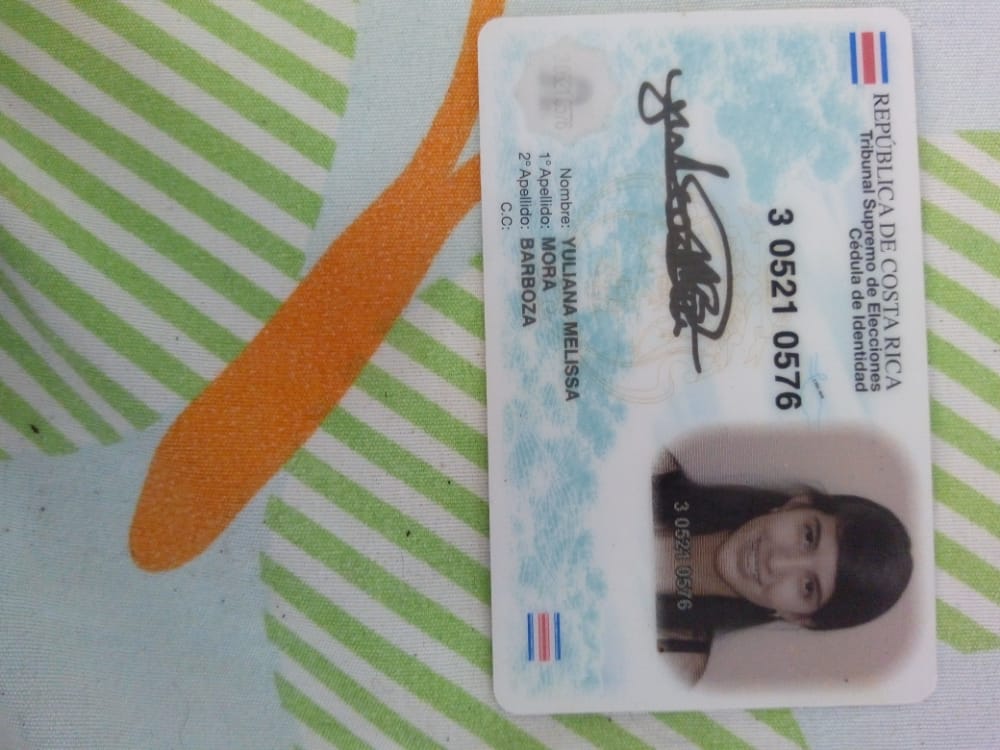 REPÚBLICA DE COSTA RICA
Tribunal Supremo de Elecciones
Cédula de Identidad
3 0521 0576
3 0521 0576
Nombre: YULIANA MELISSA
1° Apellido: MORA
2° Apellido: BARBOZA
C.C: